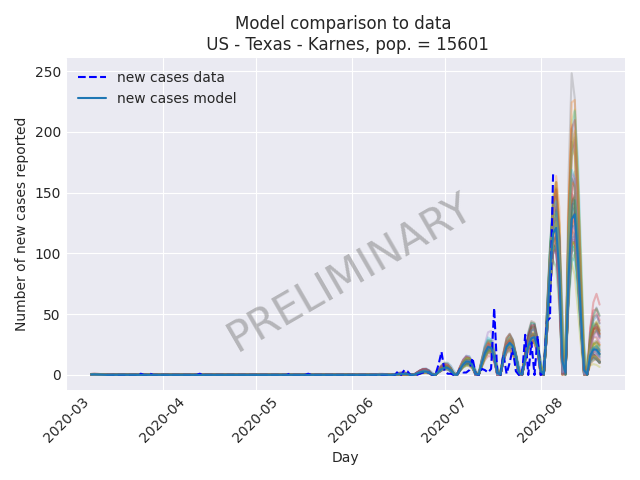 Model comparison to data
US - Texas - Karnes, pop. = 15601
new cases data
new cases model
250
200
150
100
50
0
Number of new cases reported
PRELIMINARY
2020-03
2020-04
2020-05
2020-06
2020-07
2020-08
Day